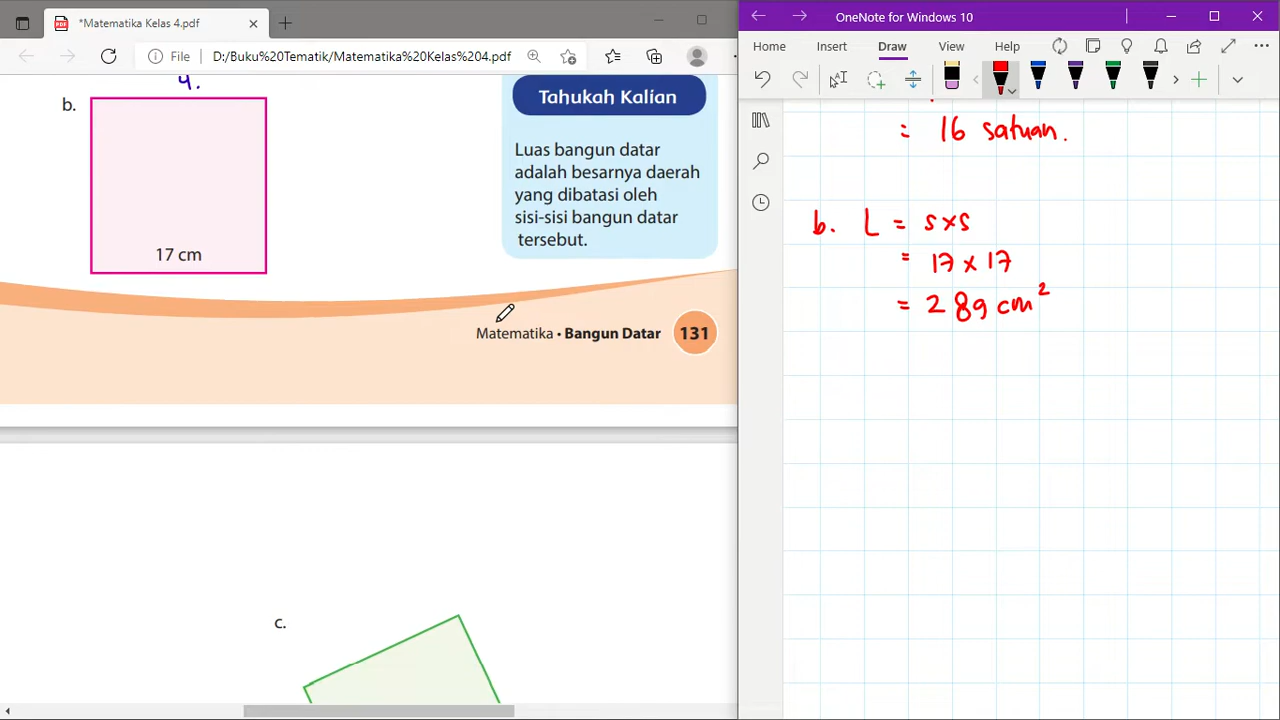 *Matematika Kelas 4.pdf
File
D:/Buku%20Tematik/Matematika%20Kelas%204.pdf
4.
b.
17 cm
Tahukah Kalian
Luas bangun datar
adalah besarnya daerah
yang dibatasi oleh
sisi-sisi bangun datar
tersebut.
Matematika • Bangun Datar 131
c.
OneNote for Windows 10
Home Insert Draw View Help
= 16 satuan.
b. L = s×s
= 17 × 17
= 289 cm²